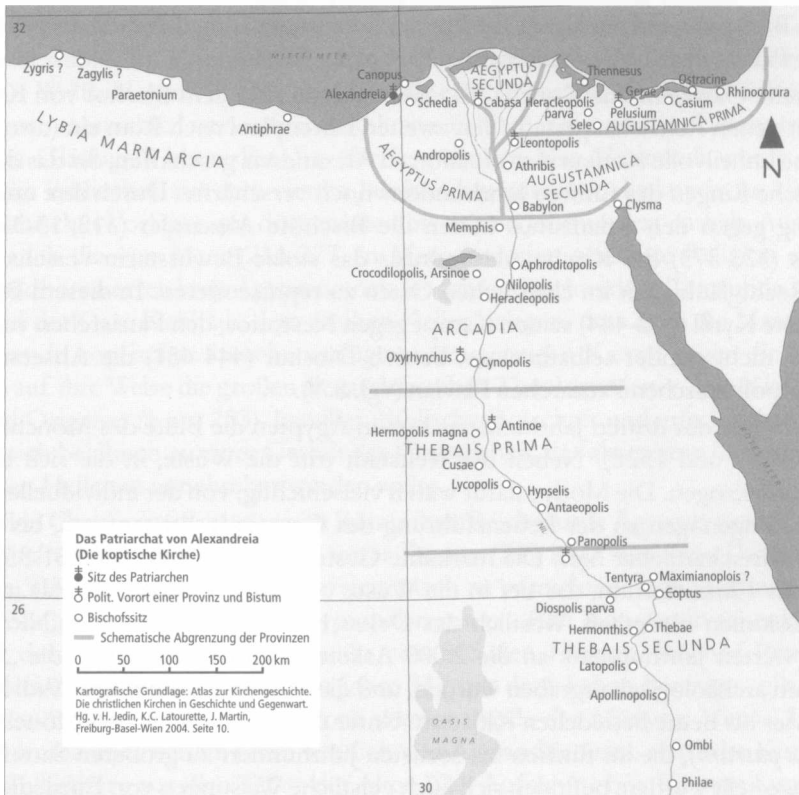 32
MITTELMEER
Zygris ?
Zagylis ?
Paretonium
Antiphrae
LYBIA MARMARCIA
Canopus
Alexandreia
Schedia
AEGYPTUS
SECUNDA
Cabasa
Heracleopolis
parva
Thennesus
Gerae ?
Ostracine
Rhinocorura
Pelusium
Casium
Sele
AUGUSTAMNICA PRIMA
AEGYPTUS PRIMA
Leontopolis
Athribis
AUGUSTAMNICA
SECUNDA
N
Babylon
Clysma
Memphis
Aphroditopolis
Crocodilopolis, Arsinoe
Nilopolis
Heracleopolis
ARCADIA
Oxyrhynchus
Cynopolis
Antinoe
Hermopolis magna
THEBAIS PRIMA
Cusae
Lycopolis
Hypselis
Antaeopolis
Panopolis
Das Patriarchat von Alexandreia
(Die koptische Kirche)
Sitz des Patriarchen
Polit. Vorort einer Provinz und Bistum
Bischofssitz
Schematische Abgrenzung der Provinzen
0 50 100 150 200 km
Kartografische Grundlage: Atlas zur Kirchengeschichte.
Die christlichen Kirchen in Geschichte und Gegenwart.
Hg. v. H. Jedin, K.C. Latourette, J. Martin,
Freiburg-Basel-Wien 2004. Seite 10.
26
Tentyra
Maximianoplois ?
Coptus
Diospolis parva
Hermonthis
Thebae
THEBAIS SECUNDA
Latopolis
Apollinopolis
OASIS
MAGNA
Ombi
30
Philae